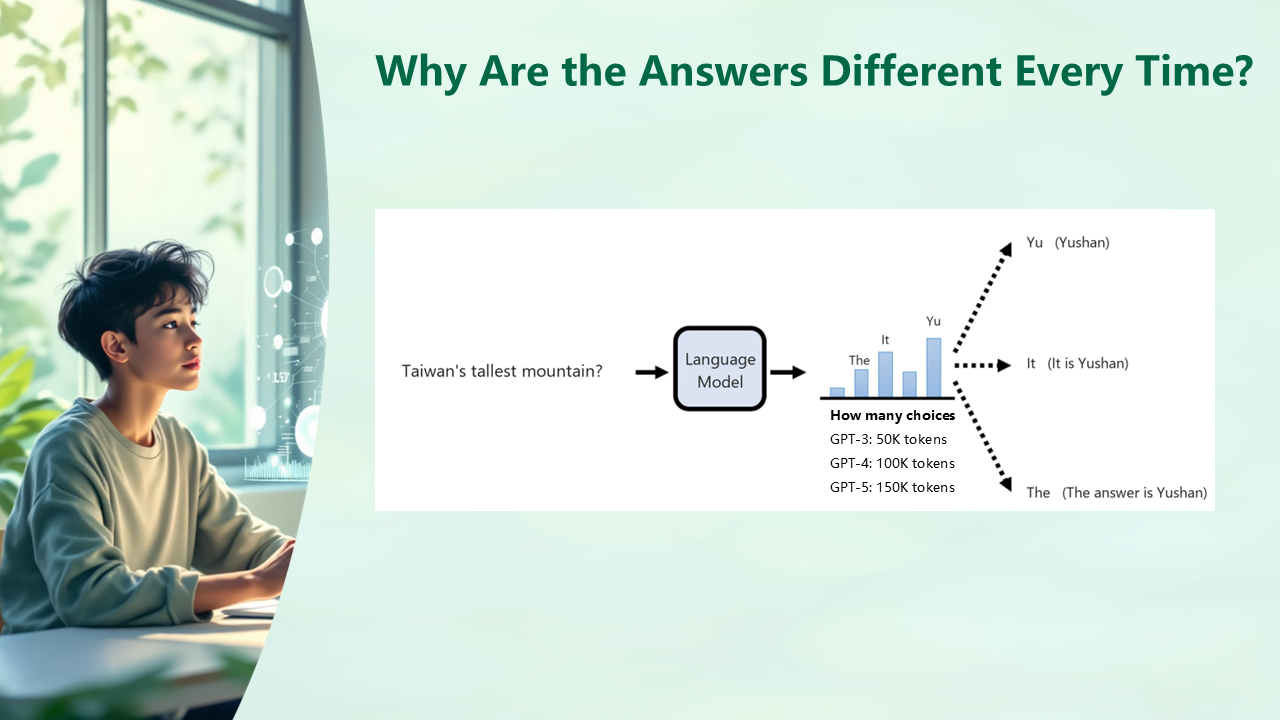 Why Are the Answers Different Every Time?
Taiwan's tallest mountain?
Language
Model
The
It
Yu
How many choices
GPT-3: 50K tokens
GPT-4: 100K tokens
GPT-5: 150K tokens
Yu (Yushan)
It (It is Yushan)
The (The answer is Yushan)